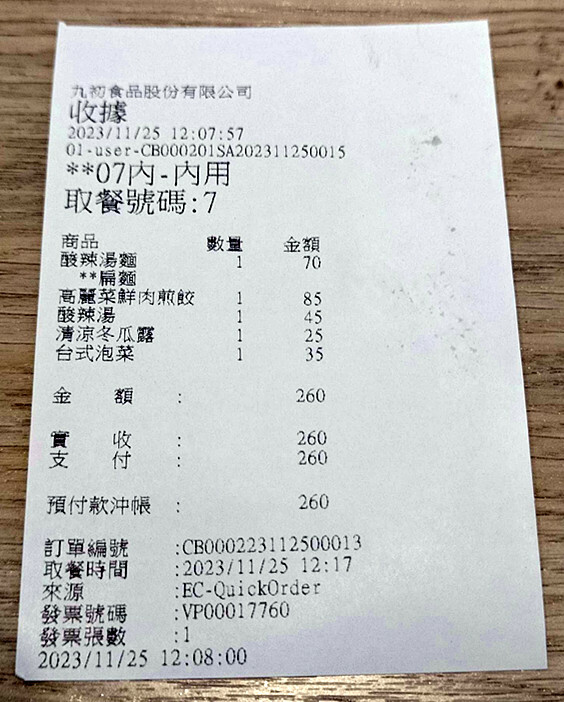 九初食品股份有限公司
收據
2023/11/25 12:07:57
01-user-CB000201SA202311250015
**07內-內用
取餐號碼:7
商品 數量 金額
酸辣湯麵 1 70
**扁麵
高麗菜鮮肉煎餃 1 85
酸辣湯 1 45
清涼冬瓜露 1 25
台式泡菜 1 35
金 額 : 260
實 收 : 260
支 付 : 260
預付款沖帳 : 260
訂單編號 :CB000223112500013
取餐時間 :2023/11/25 12:17
來源 :EC-QuickOrder
發票號碼 :VP00017760
發票張數 :1
2023/11/25 12:08:00